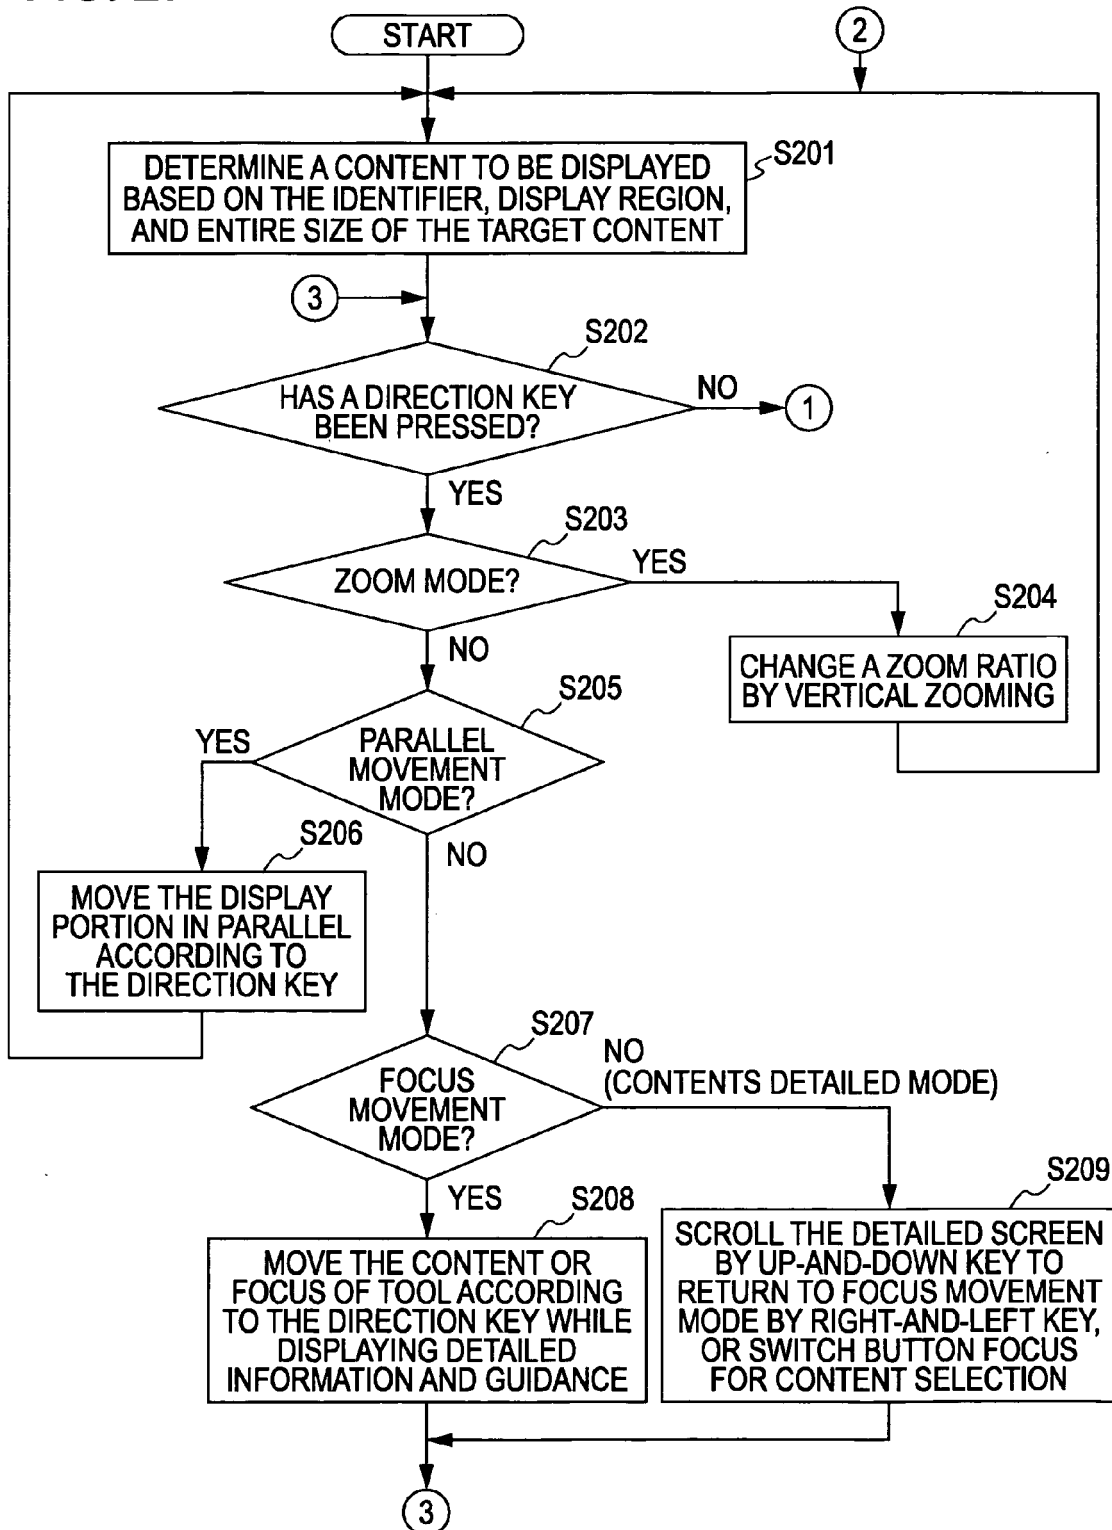 START
2
DETERMINE A CONTENT TO BE DISPLAYED
BASED ON THE IDENTIFIER, DISPLAY REGION,
AND ENTIRE SIZE OF THE TARGET CONTENT
S201
3
S202
HAS A DIRECTION KEY
BEEN PRESSED?
NO
1
YES
S203
ZOOM MODE?
YES
NO
S204
CHANGE A ZOOM RATIO
BY VERTICAL ZOOMING
S205
YES
PARALLEL
MOVEMENT
MODE?
NO
S206
MOVE THE DISPLAY
PORTION IN PARALLEL
ACCORDING TO
THE DIRECTION KEY
S207
FOCUS
MOVEMENT
MODE?
NO
(CONTENTS DETAILED MODE)
YES
S208
MOVE THE CONTENT OR
FOCUS OF TOOL ACCORDING
TO THE DIRECTION KEY WHILE
DISPLAYING DETAILED
INFORMATION AND GUIDANCE
S209
SCROLL THE DETAILED SCREEN
BY UP-AND-DOWN KEY TO
RETURN TO FOCUS MOVEMENT
MODE BY RIGHT-AND-LEFT KEY,
OR SWITCH BUTTON FOCUS
FOR CONTENT SELECTION
3